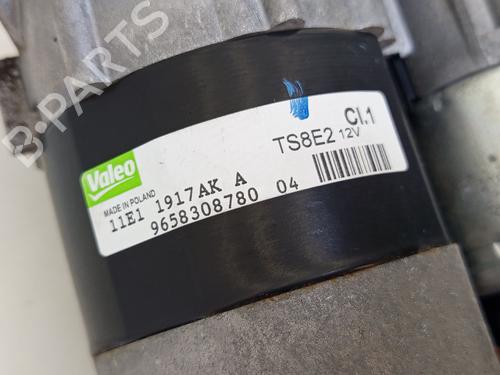 B-PARTS
Valeo
MADE IN POLAND
TS8E2 12V Cl.1
11E1 1917AK A
9658308780 04